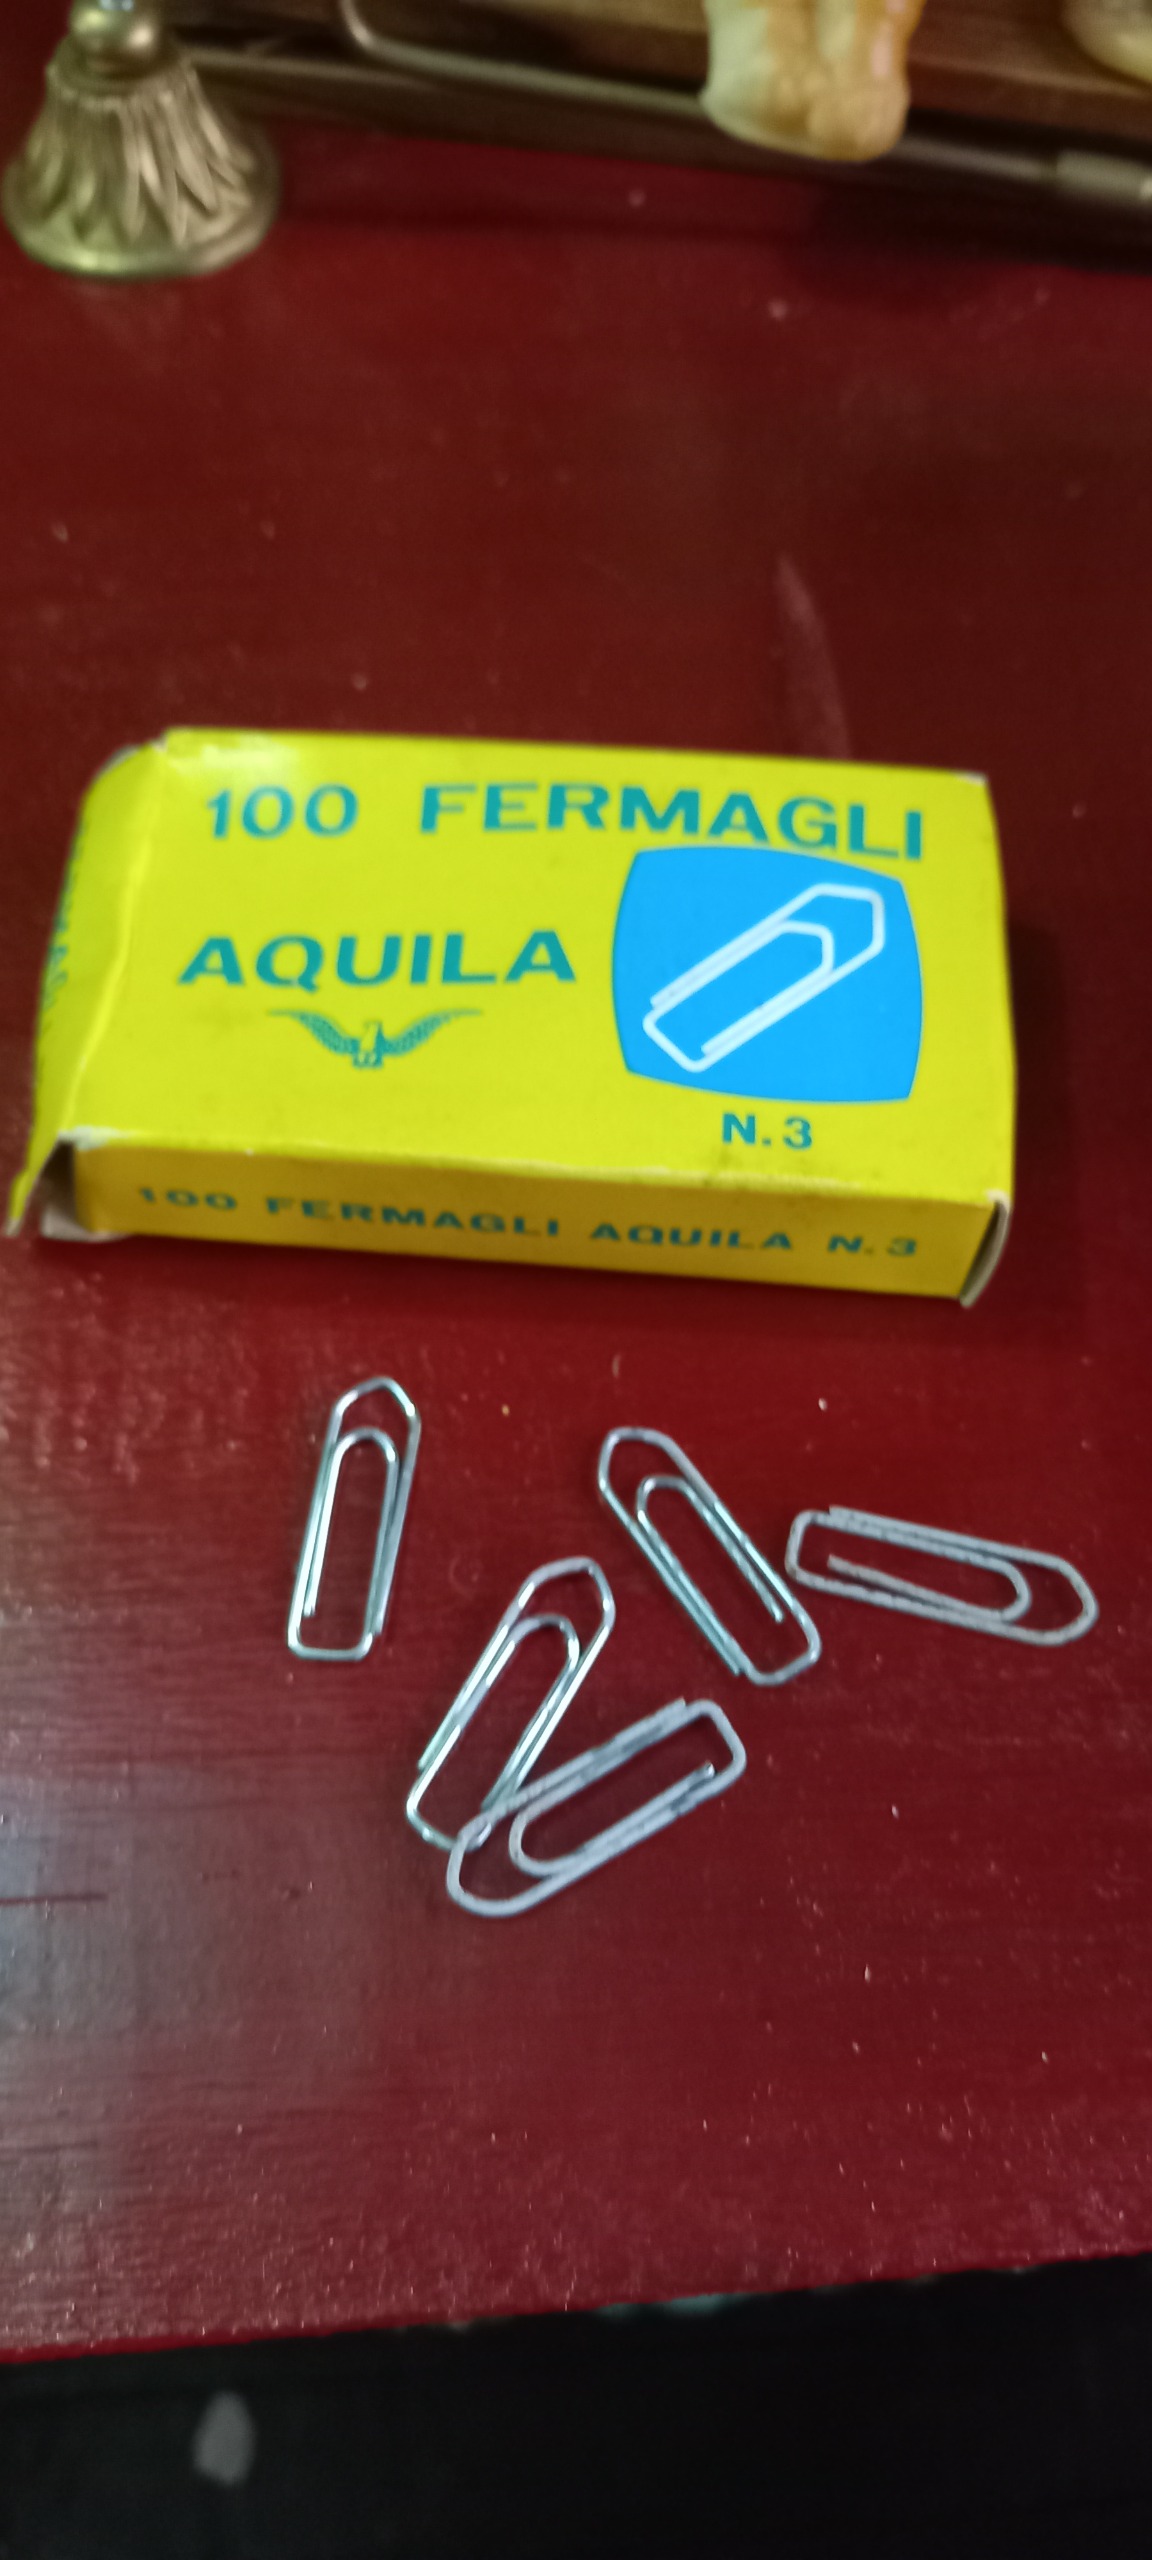 100 FERMAGLI
AQUILA
N. 3
100 FERMAGLI AQUILA N. 3